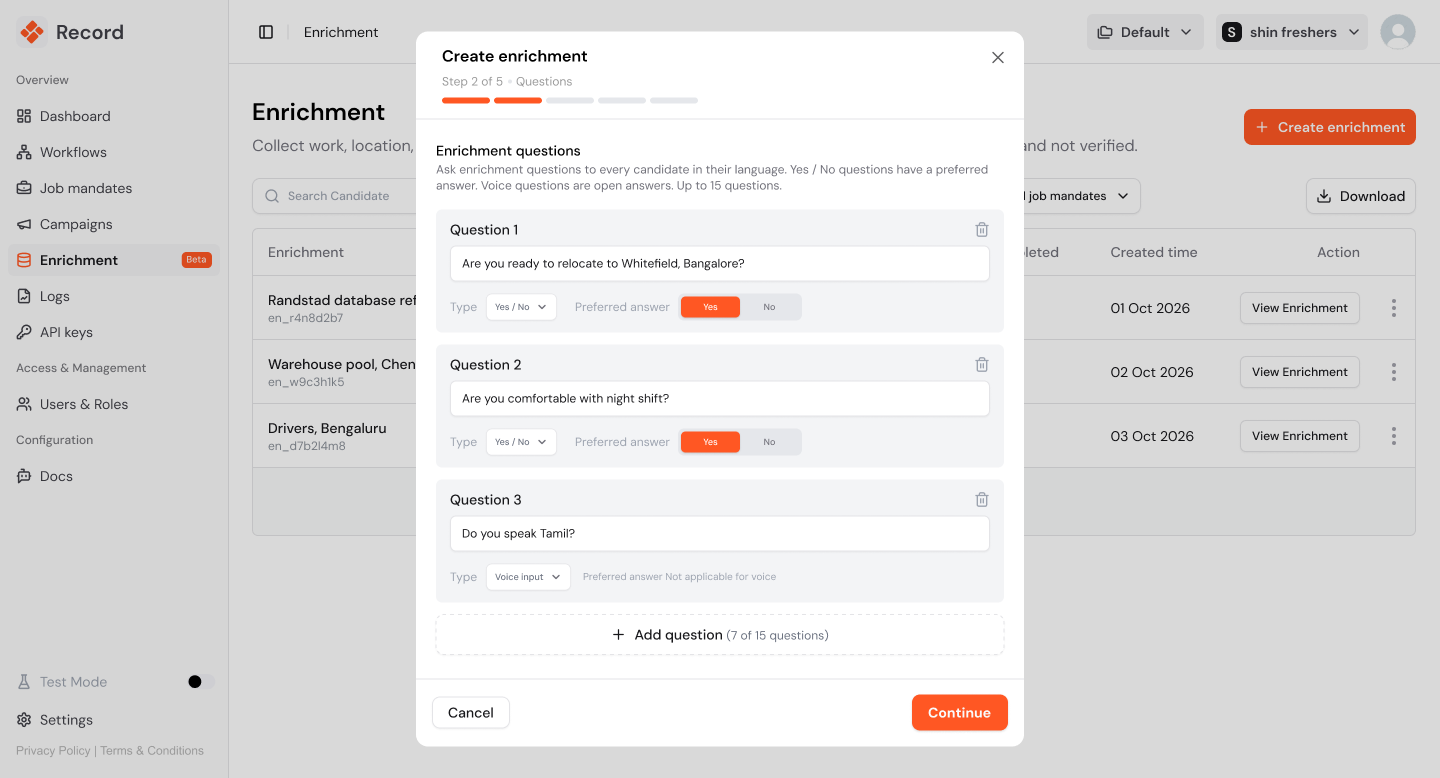 Record
Overview
Dashboard
Workflows
Job mandates
Campaigns
Enrichment Beta
Logs
API keys
Access & Management
Users & Roles
Configuration
Docs
Test Mode
Settings
Privacy Policy | Terms & Conditions
Enrichment
Default
S shin freshers
Enrichment
Collect work, location,
and not verified.
Create enrichment
Search Candidate
job mandates
Download
Enrichment
Created time
Action
Randstad database ref
en_r4n8d2b7
01 Oct 2026
View Enrichment
Warehouse pool, Chen
en_w9c3h1k5
02 Oct 2026
View Enrichment
Drivers, Bengaluru
en_d7b2l4m8
03 Oct 2026
View Enrichment
Create enrichment
Step 2 of 5 • Questions
Enrichment questions
Ask enrichment questions to every candidate in their language. Yes / No questions have a preferred
answer. Voice questions are open answers. Up to 15 questions.
Question 1
Are you ready to relocate to Whitefield, Bangalore?
Type Yes / No Preferred answer Yes No
Question 2
Are you comfortable with night shift?
Type Yes / No Preferred answer Yes No
Question 3
Do you speak Tamil?
Type Voice input Preferred answer Not applicable for voice
Add question (7 of 15 questions)
Cancel
Continue